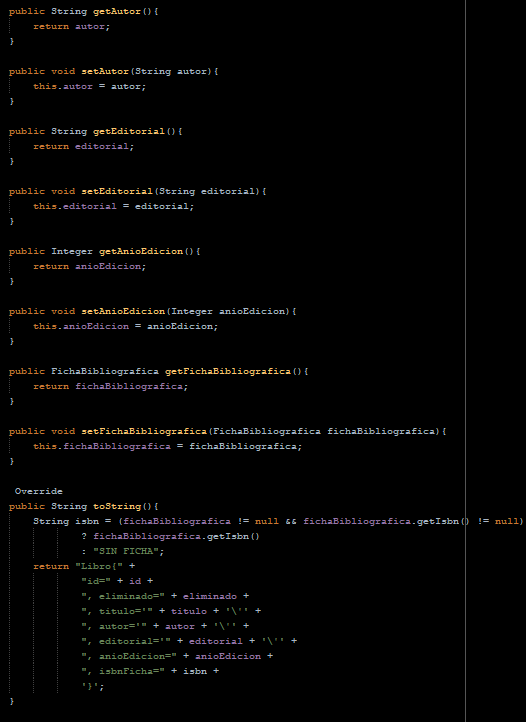 public String getAutor(){
return autor;
}
public void setAutor(String autor){
this.autor = autor;
}
public String getEditorial(){
return editorial;
}
public void setEditorial(String editorial){
this.editorial = editorial;
}
public Integer getAnioEdicion(){
return anioEdicion;
}
public void setAnioEdicion(Integer anioEdicion){
this.anioEdicion = anioEdicion;
}
public FichaBibliografica getFichaBibliografica(){
return fichaBibliografica;
}
public void setFichaBibliografica(FichaBibliografica fichaBibliografica){
this.fichaBibliografica = fichaBibliografica;
}
Override
public String toString(){
String isbn = (fichaBibliografica != null && fichaBibliografica.getIsbn() != null)
? fichaBibliografica.getIsbn()
: "SIN FICHA";
return "Libro{" +
"id=" + id +
", eliminado=" + eliminado +
", titulo='" + titulo + '\'' +
", autor='" + autor + '\'' +
", editorial='" + editorial + '\'' +
", anioEdicion=" + anioEdicion +
", isbnFicha=" + isbn +
'}';
}